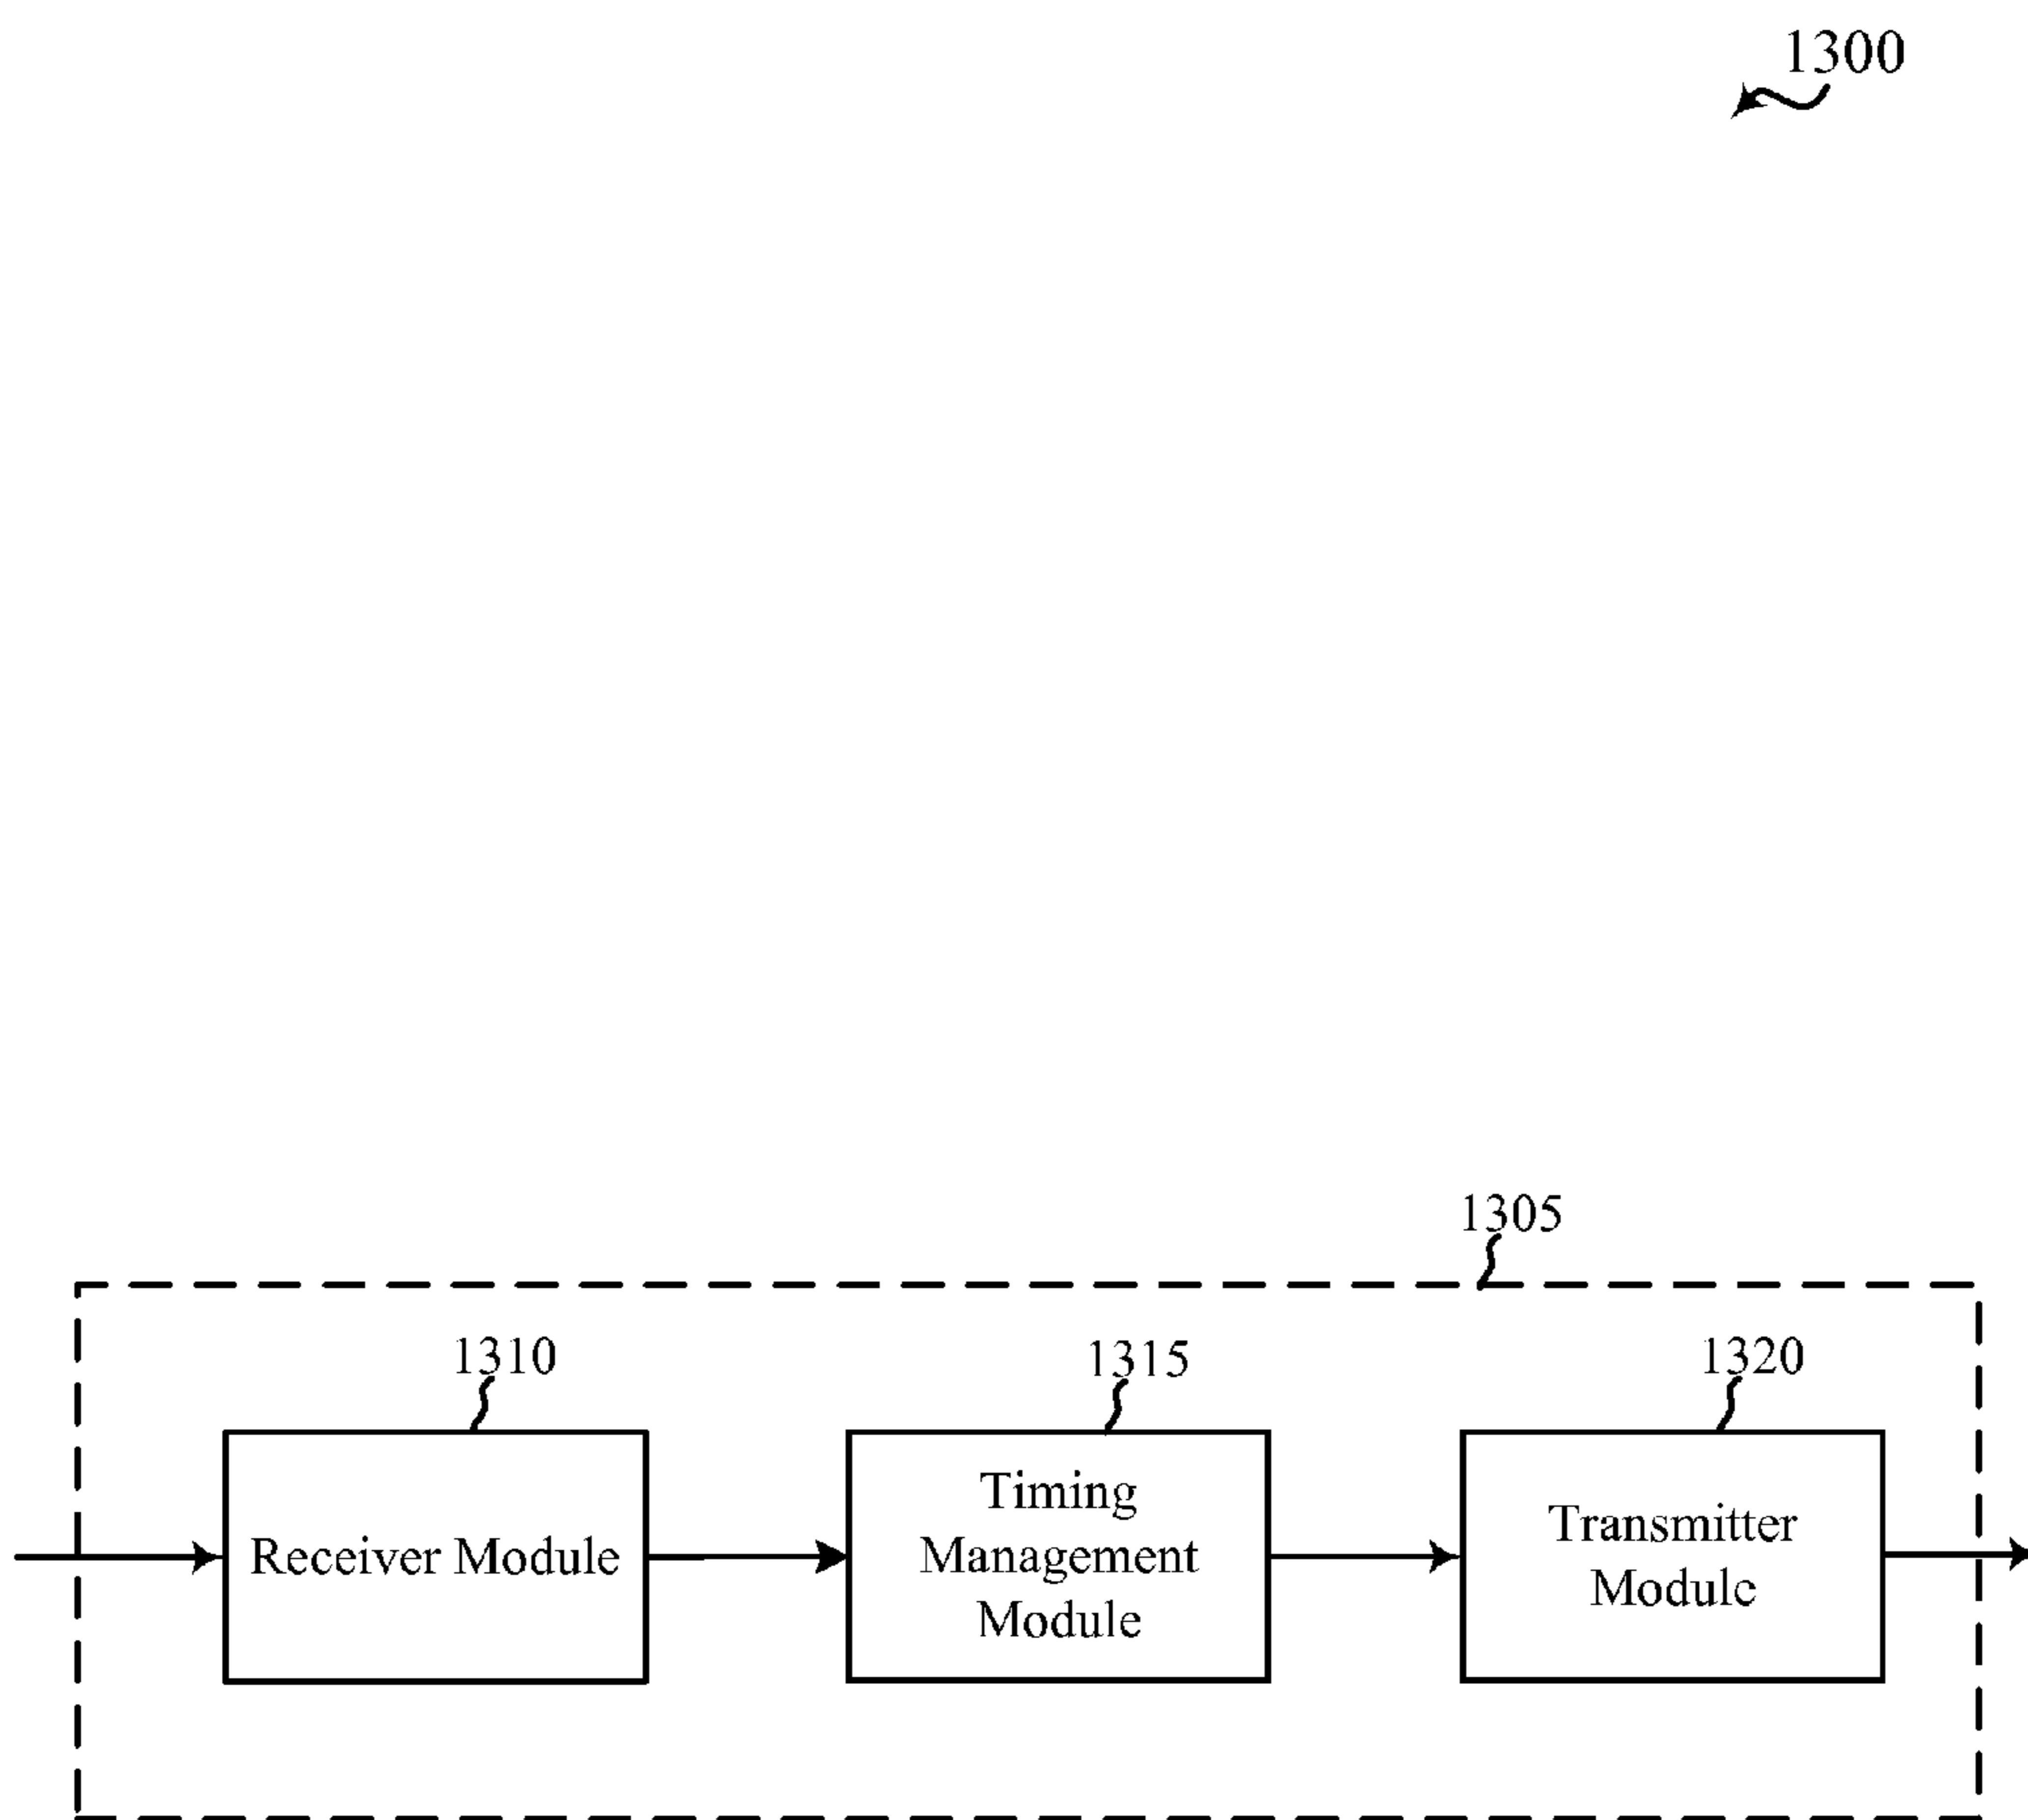 1300
1305
1310
1315
1320
Receiver Module
Timing
Management
Module
Transmitter
Module